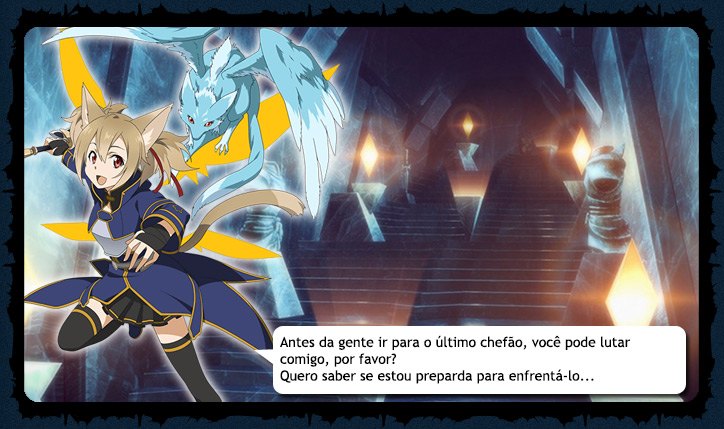 Antes da gente ir para o último chefão, você pode lutar
comigo, por favor?
Quero saber se estou preparda para enfrentá-lo...